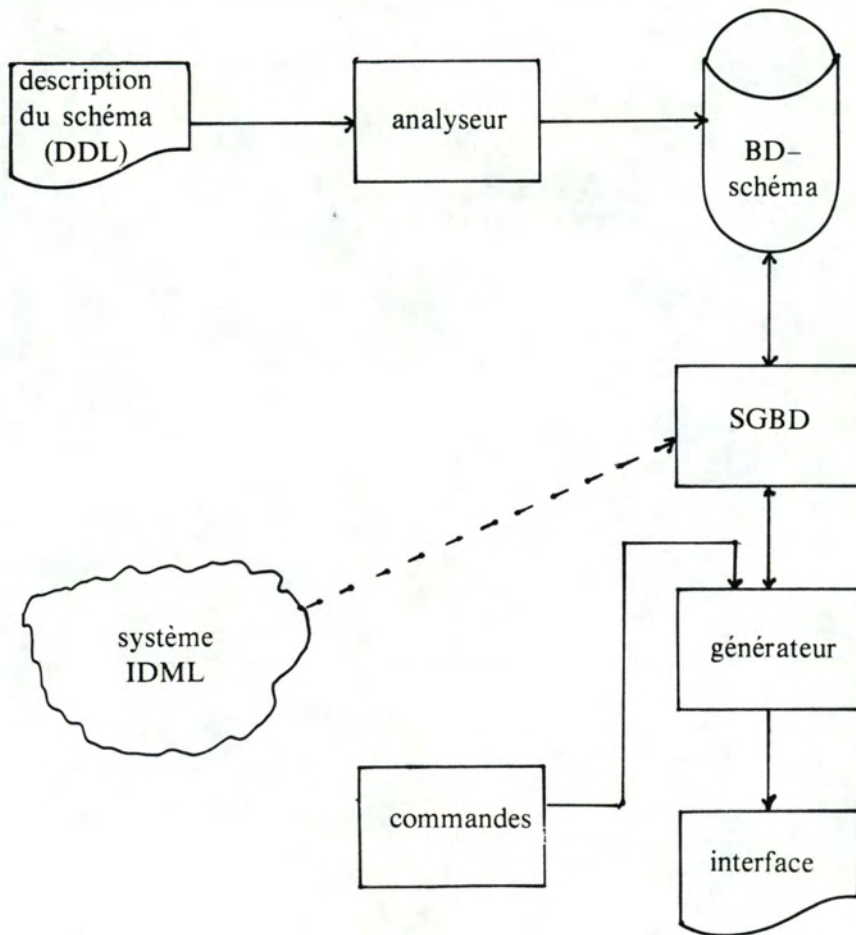 description
du schéma
(DDL)
analyseur
BD–
schéma
SGBD
système
IDML
générateur
commandes
interface